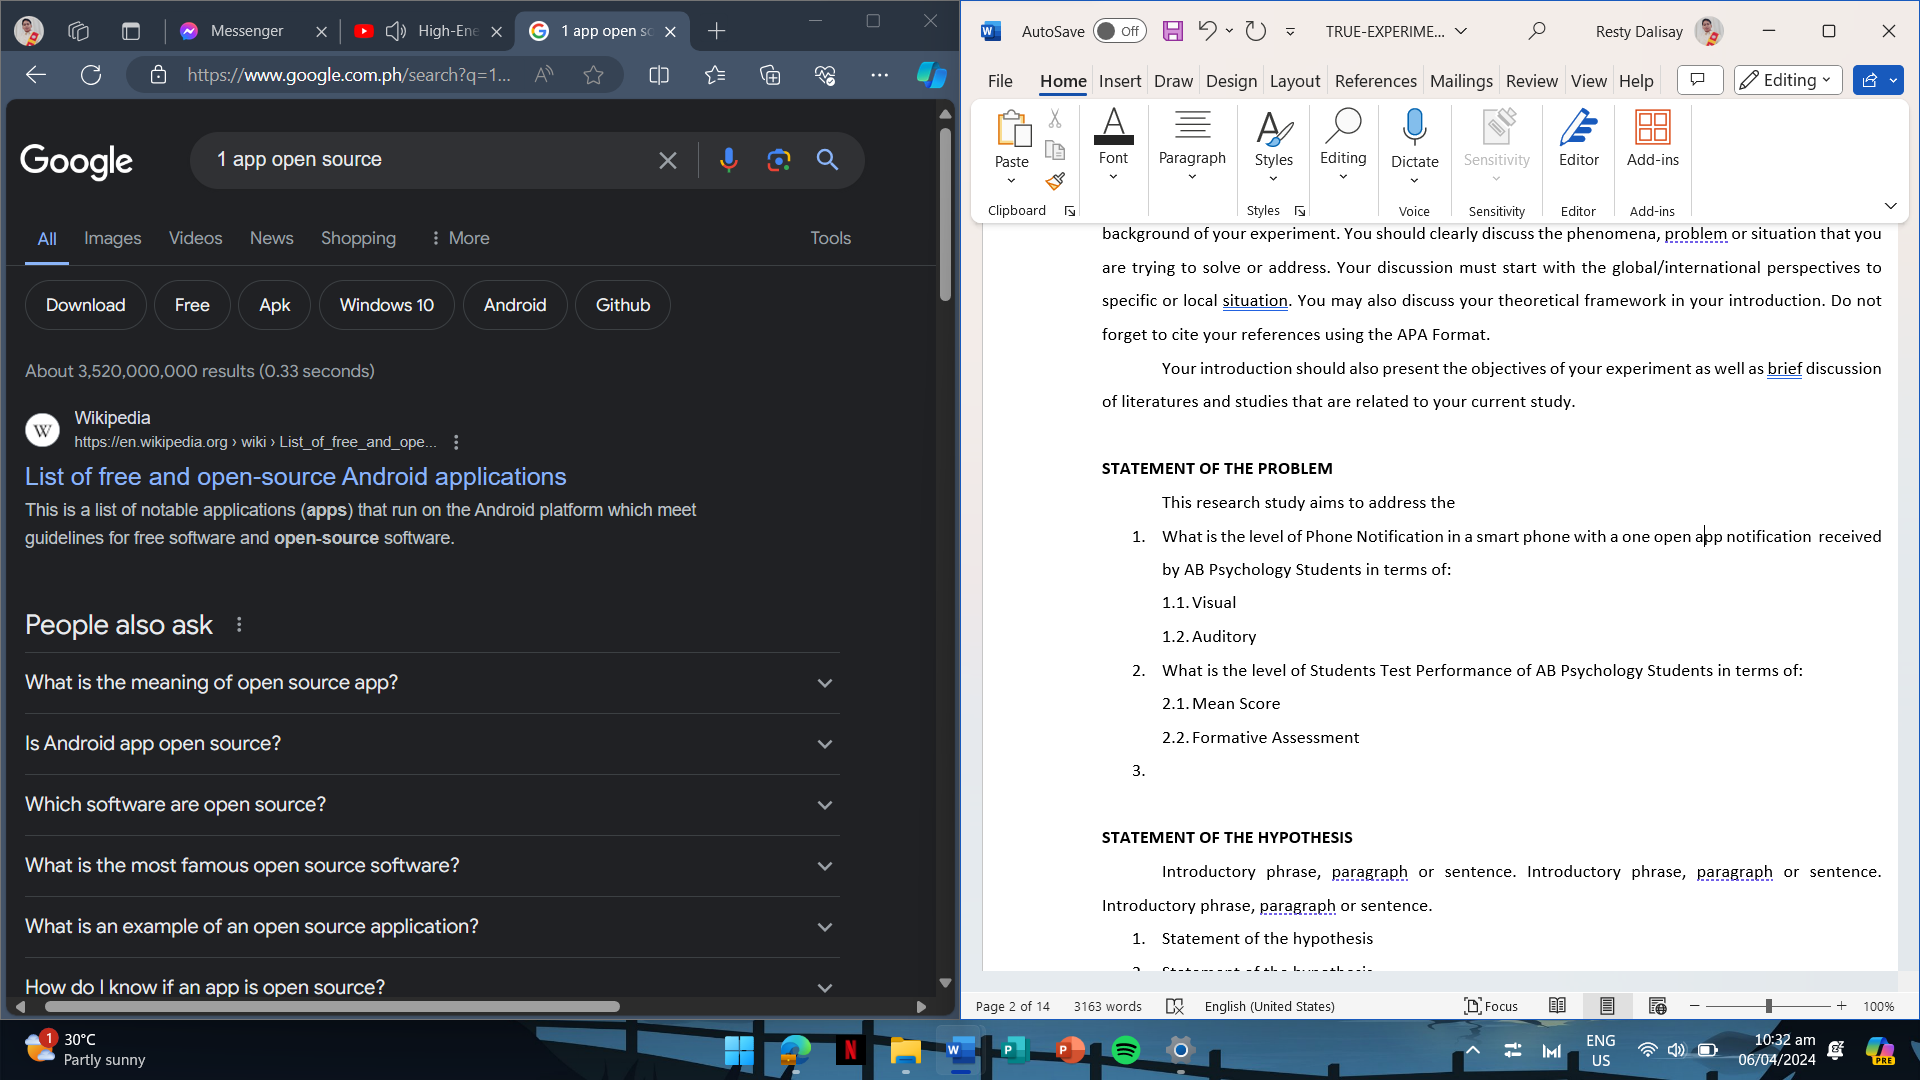 Messenger
High-Ene
1 app open so
https://www.google.com.ph/search?q=1...
Google
1 app open source
All Images Videos News Shopping More Tools
Download Free Apk Windows 10 Android Github
About 3,520,000,000 results (0.33 seconds)
W
Wikipedia
https://en.wikipedia.org › wiki › List_of_free_and_ope...
List of free and open-source Android applications
This is a list of notable applications (apps) that run on the Android platform which meet
guidelines for free software and open-source software.
People also ask
What is the meaning of open source app?
Is Android app open source?
Which software are open source?
What is the most famous open source software?
What is an example of an open source application?
How do I know if an app is open source?
AutoSave Off TRUE-EXPERIME... Resty Dalisay
File Home Insert Draw Design Layout References Mailings Review View Help Editing
Paste Font Paragraph Styles Editing Dictate Sensitivity Editor Add-ins
Clipboard Styles Voice Sensitivity Editor Add-ins
background of your experiment. You should clearly discuss the phenomena, problem or situation that you
are trying to solve or address. Your discussion must start with the global/international perspectives to
specific or local situation. You may also discuss your theoretical framework in your introduction. Do not
forget to cite your references using the APA Format.
Your introduction should also present the objectives of your experiment as well as brief discussion
of literatures and studies that are related to your current study.
STATEMENT OF THE PROBLEM
This research study aims to address the
1. What is the level of Phone Notification in a smart phone with a one open app notification received
by AB Psychology Students in terms of:
1.1. Visual
1.2. Auditory
2. What is the level of Students Test Performance of AB Psychology Students in terms of:
2.1. Mean Score
2.2. Formative Assessment
3.
STATEMENT OF THE HYPOTHESIS
Introductory phrase, paragraph or sentence. Introductory phrase, paragraph or sentence.
Introductory phrase, paragraph or sentence.
1. Statement of the hypothesis
2. Statement of the hypothesis
Page 2 of 14 3163 words English (United States) Focus 100%
1
30°C
Partly sunny
ENG
US
10:32 am
06/04/2024
PRE